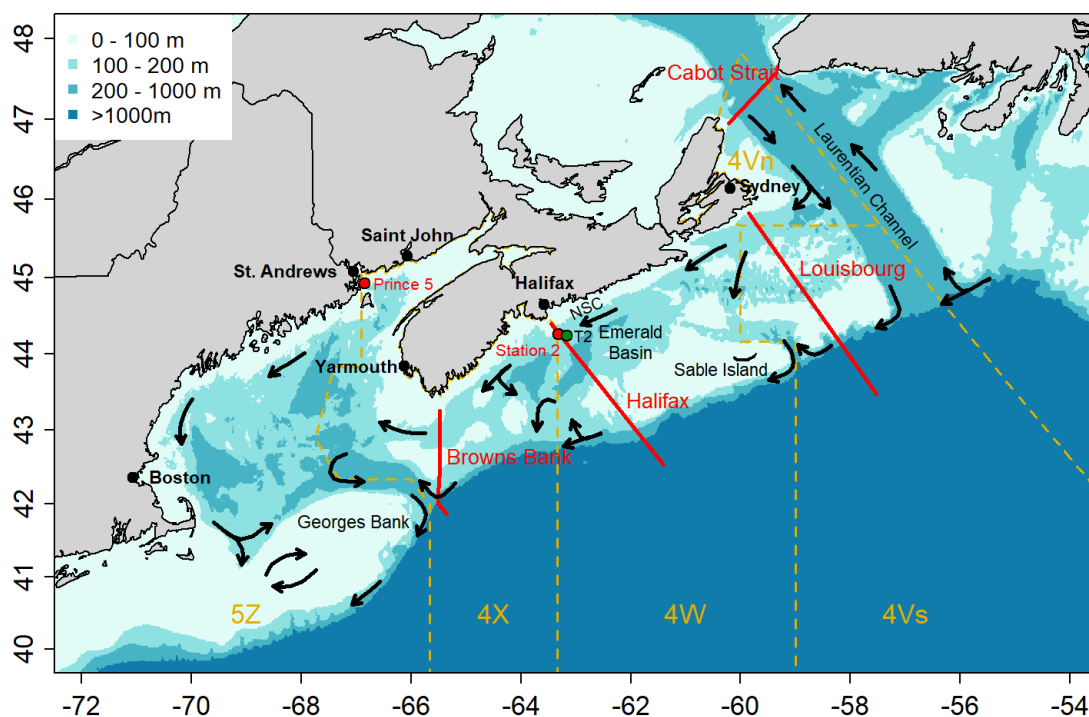 0 - 100 m
100 - 200 m
200 - 1000 m
>1000m
48
47
46
45
44
43
42
41
40
Cabot Strait
Laurentian Channel
4Vn
Sydney
Saint John
St. Andrews
Prince 5
Halifax
Louisbourg
NSC
T2
Emerald
Basin
Station 2
Yarmouth
Sable Island
Halifax
Browns Bank
Boston
Georges Bank
5Z
4X
4W
4Vs
-72
-70
-68
-66
-64
-62
-60
-58
-56
-54